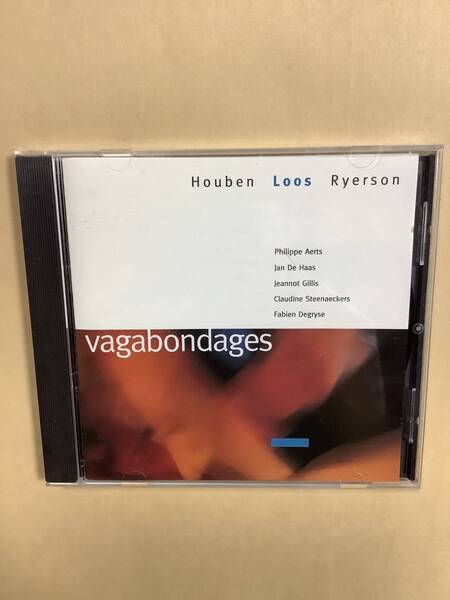 Houben Loos Ryerson
Philippe Aerts
Jan De Haas
Jeannot Gillis
Claudine Steenaeckers
Fabien Degryse
vagabondages